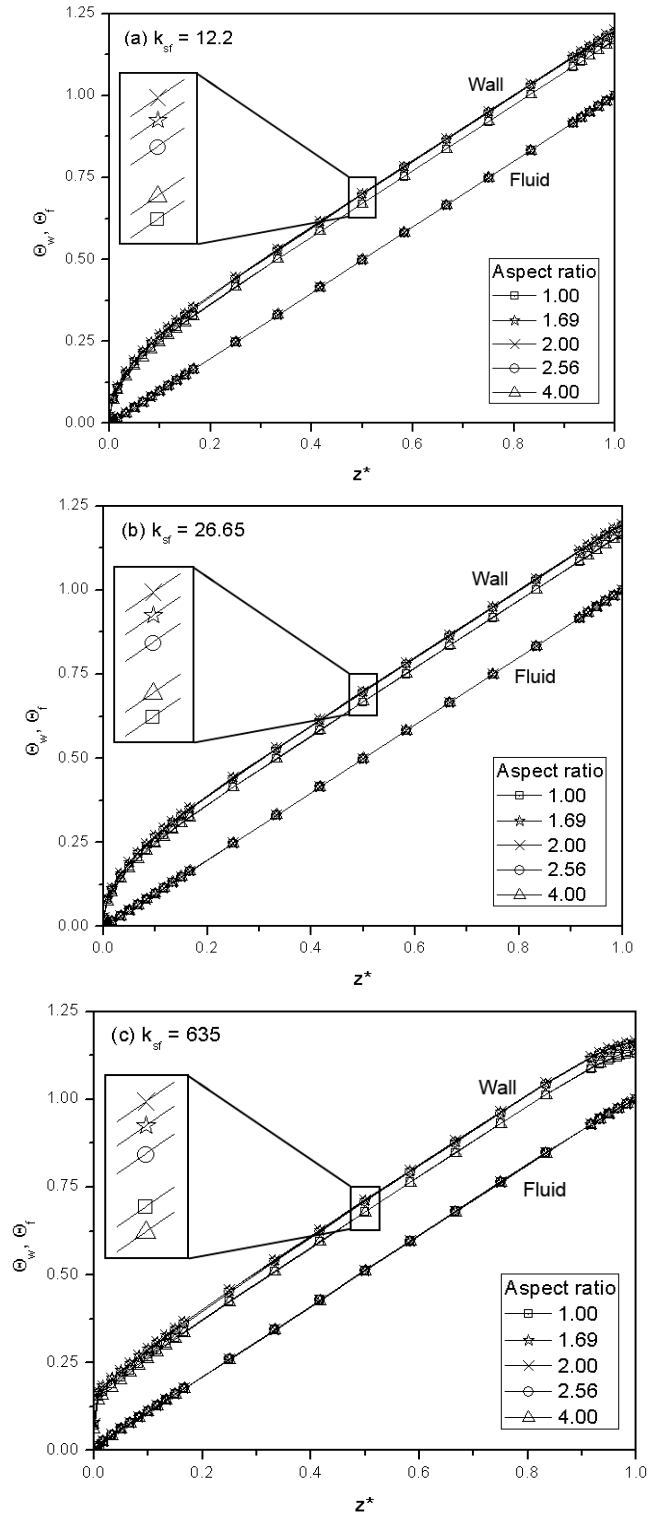 (a) k_sf = 12.2
1.25
1.00
0.75
0.50
0.25
0.00
Θ_w, Θ_f
Wall
Fluid
Aspect ratio
1.00
1.69
2.00
2.56
4.00
0.0 0.2 0.4 0.6 0.8 1.0
z*
(b) k_sf = 26.65
1.25
1.00
0.75
0.50
0.25
0.00
Θ_w, Θ_f
Wall
Fluid
Aspect ratio
1.00
1.69
2.00
2.56
4.00
0.0 0.2 0.4 0.6 0.8 1.0
z*
(c) k_sf = 635
1.25
1.00
0.75
0.50
0.25
0.00
Θ_w, Θ_f
Wall
Fluid
Aspect ratio
1.00
1.69
2.00
2.56
4.00
0.0 0.2 0.4 0.6 0.8 1.0
z*